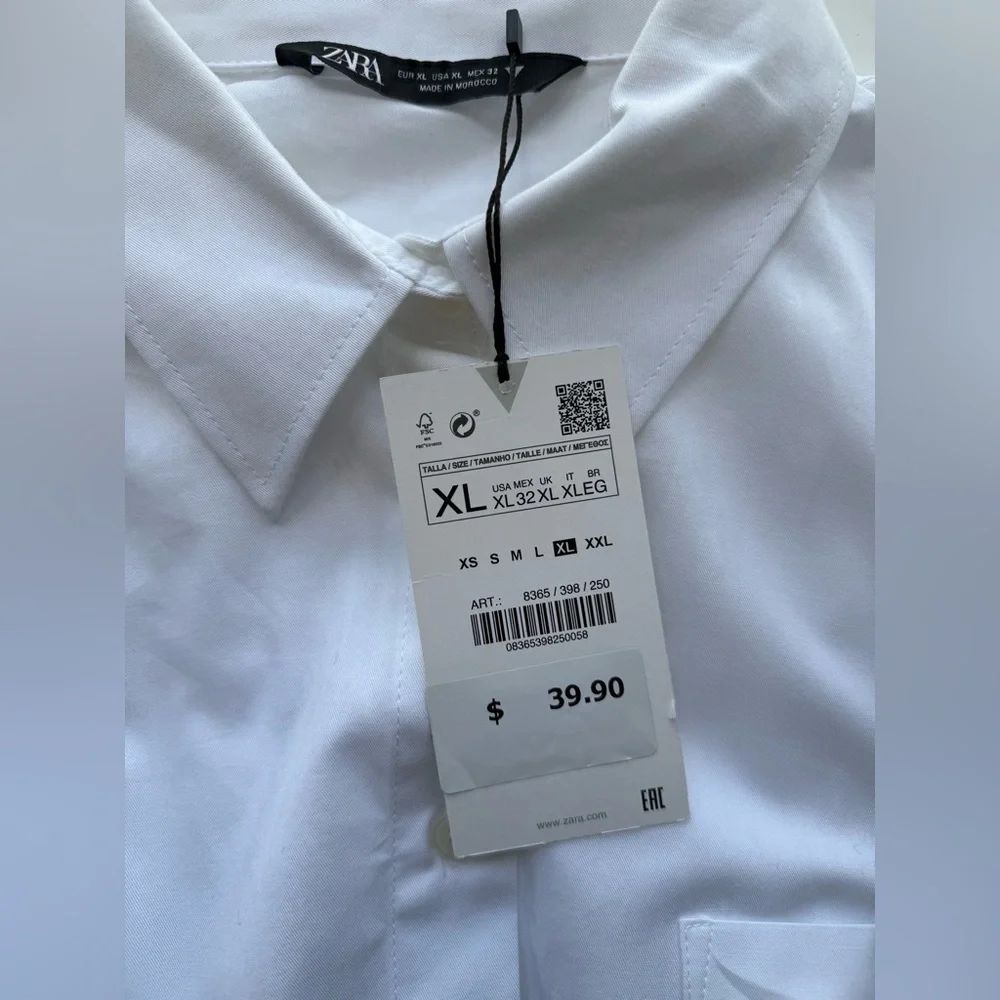 ZARA
EUR XL USA XL MEX 32
MADE IN MOROCCO
FSC
MIX
®
TALLA / SIZE / TAMANHO / TAILLE / MAAT / ΜΕΓΕΘΟΣ
XL
USA MEX UK IT BR
XL 32 XL XL EG
XS S M L XL XXL
ART.: 8365 / 398 / 250
08365398250058
$ 39.90
EAC
www.zara.com